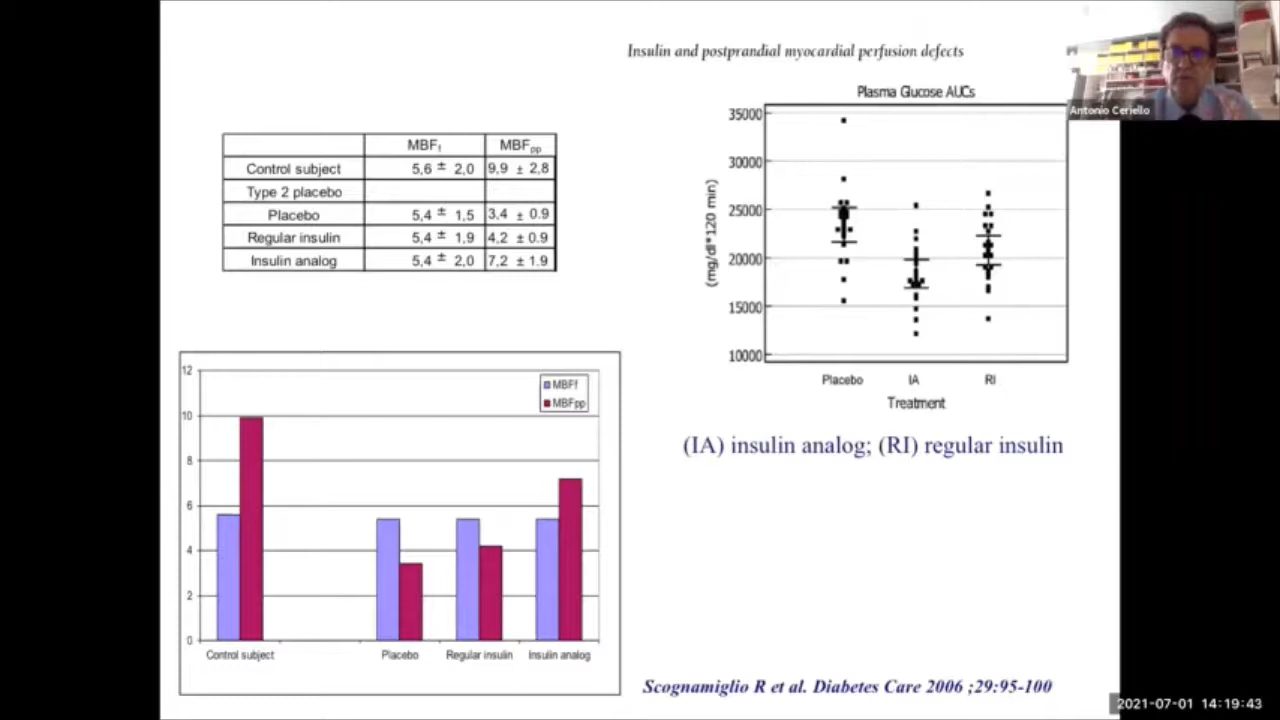 Insulin and postprandial myocardial perfusion defects
Antonio Ceriello
MBFf MBFpp
Control subject 5,6 ± 2,0 9,9 ± 2,8
Type 2 placebo
Placebo 5,4 ± 1,5 3,4 ± 0.9
Regular insulin 5,4 ± 1,9 4,2 ± 0.9
Insulin analog 5,4 ± 2,0 7,2 ± 1.9
Plasma Glucose AUCs
35000
30000
25000
20000
15000
10000
(mg/dl*120 min)
Placebo IA RI
Treatment
(IA) insulin analog; (RI) regular insulin
12
10
8
6
4
2
0
MBFf
MBFpp
Control subject Placebo Regular insulin Insulin analog
Scognamiglio R et al. Diabetes Care 2006 ;29:95-100
2021-07-01 14:19:43